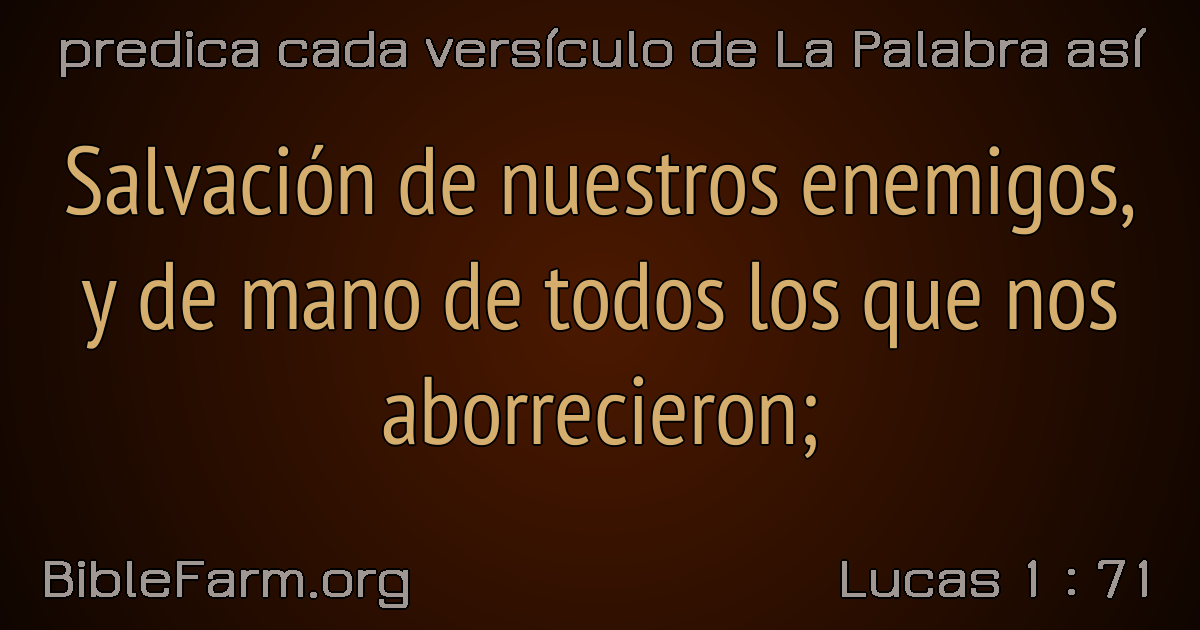 predica cada versículo de La Palabra así
Salvación de nuestros enemigos,
y de mano de todos los que nos
aborrecieron;
BibleFarm.org
Lucas 1 : 71